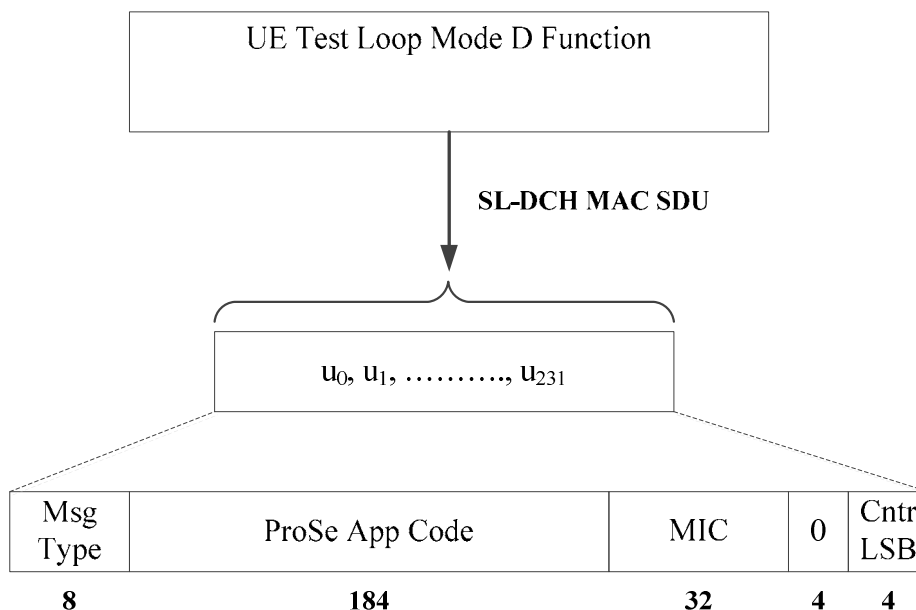 UE Test Loop Mode D Function
SL-DCH MAC SDU
u₀, u₁, ………., u₂₃₁
Msg
Type
ProSe App Code
MIC
0
Cntr
LSB
8
184
32
4
4